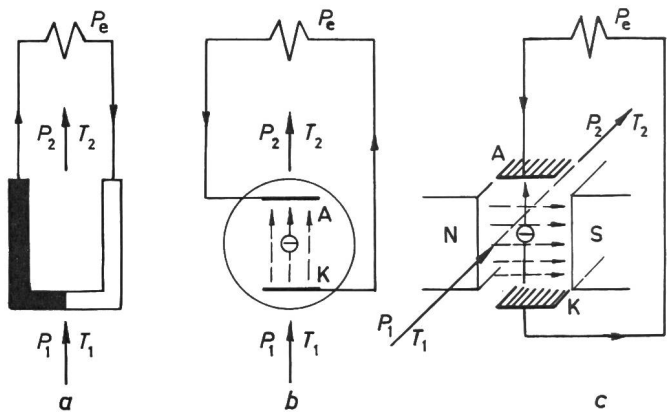 Pe Pe Pe
P2 T2 P2 T2 P2 T2
A A
N S
K K
P1 T1 P1 T1 P1 T1
a b c